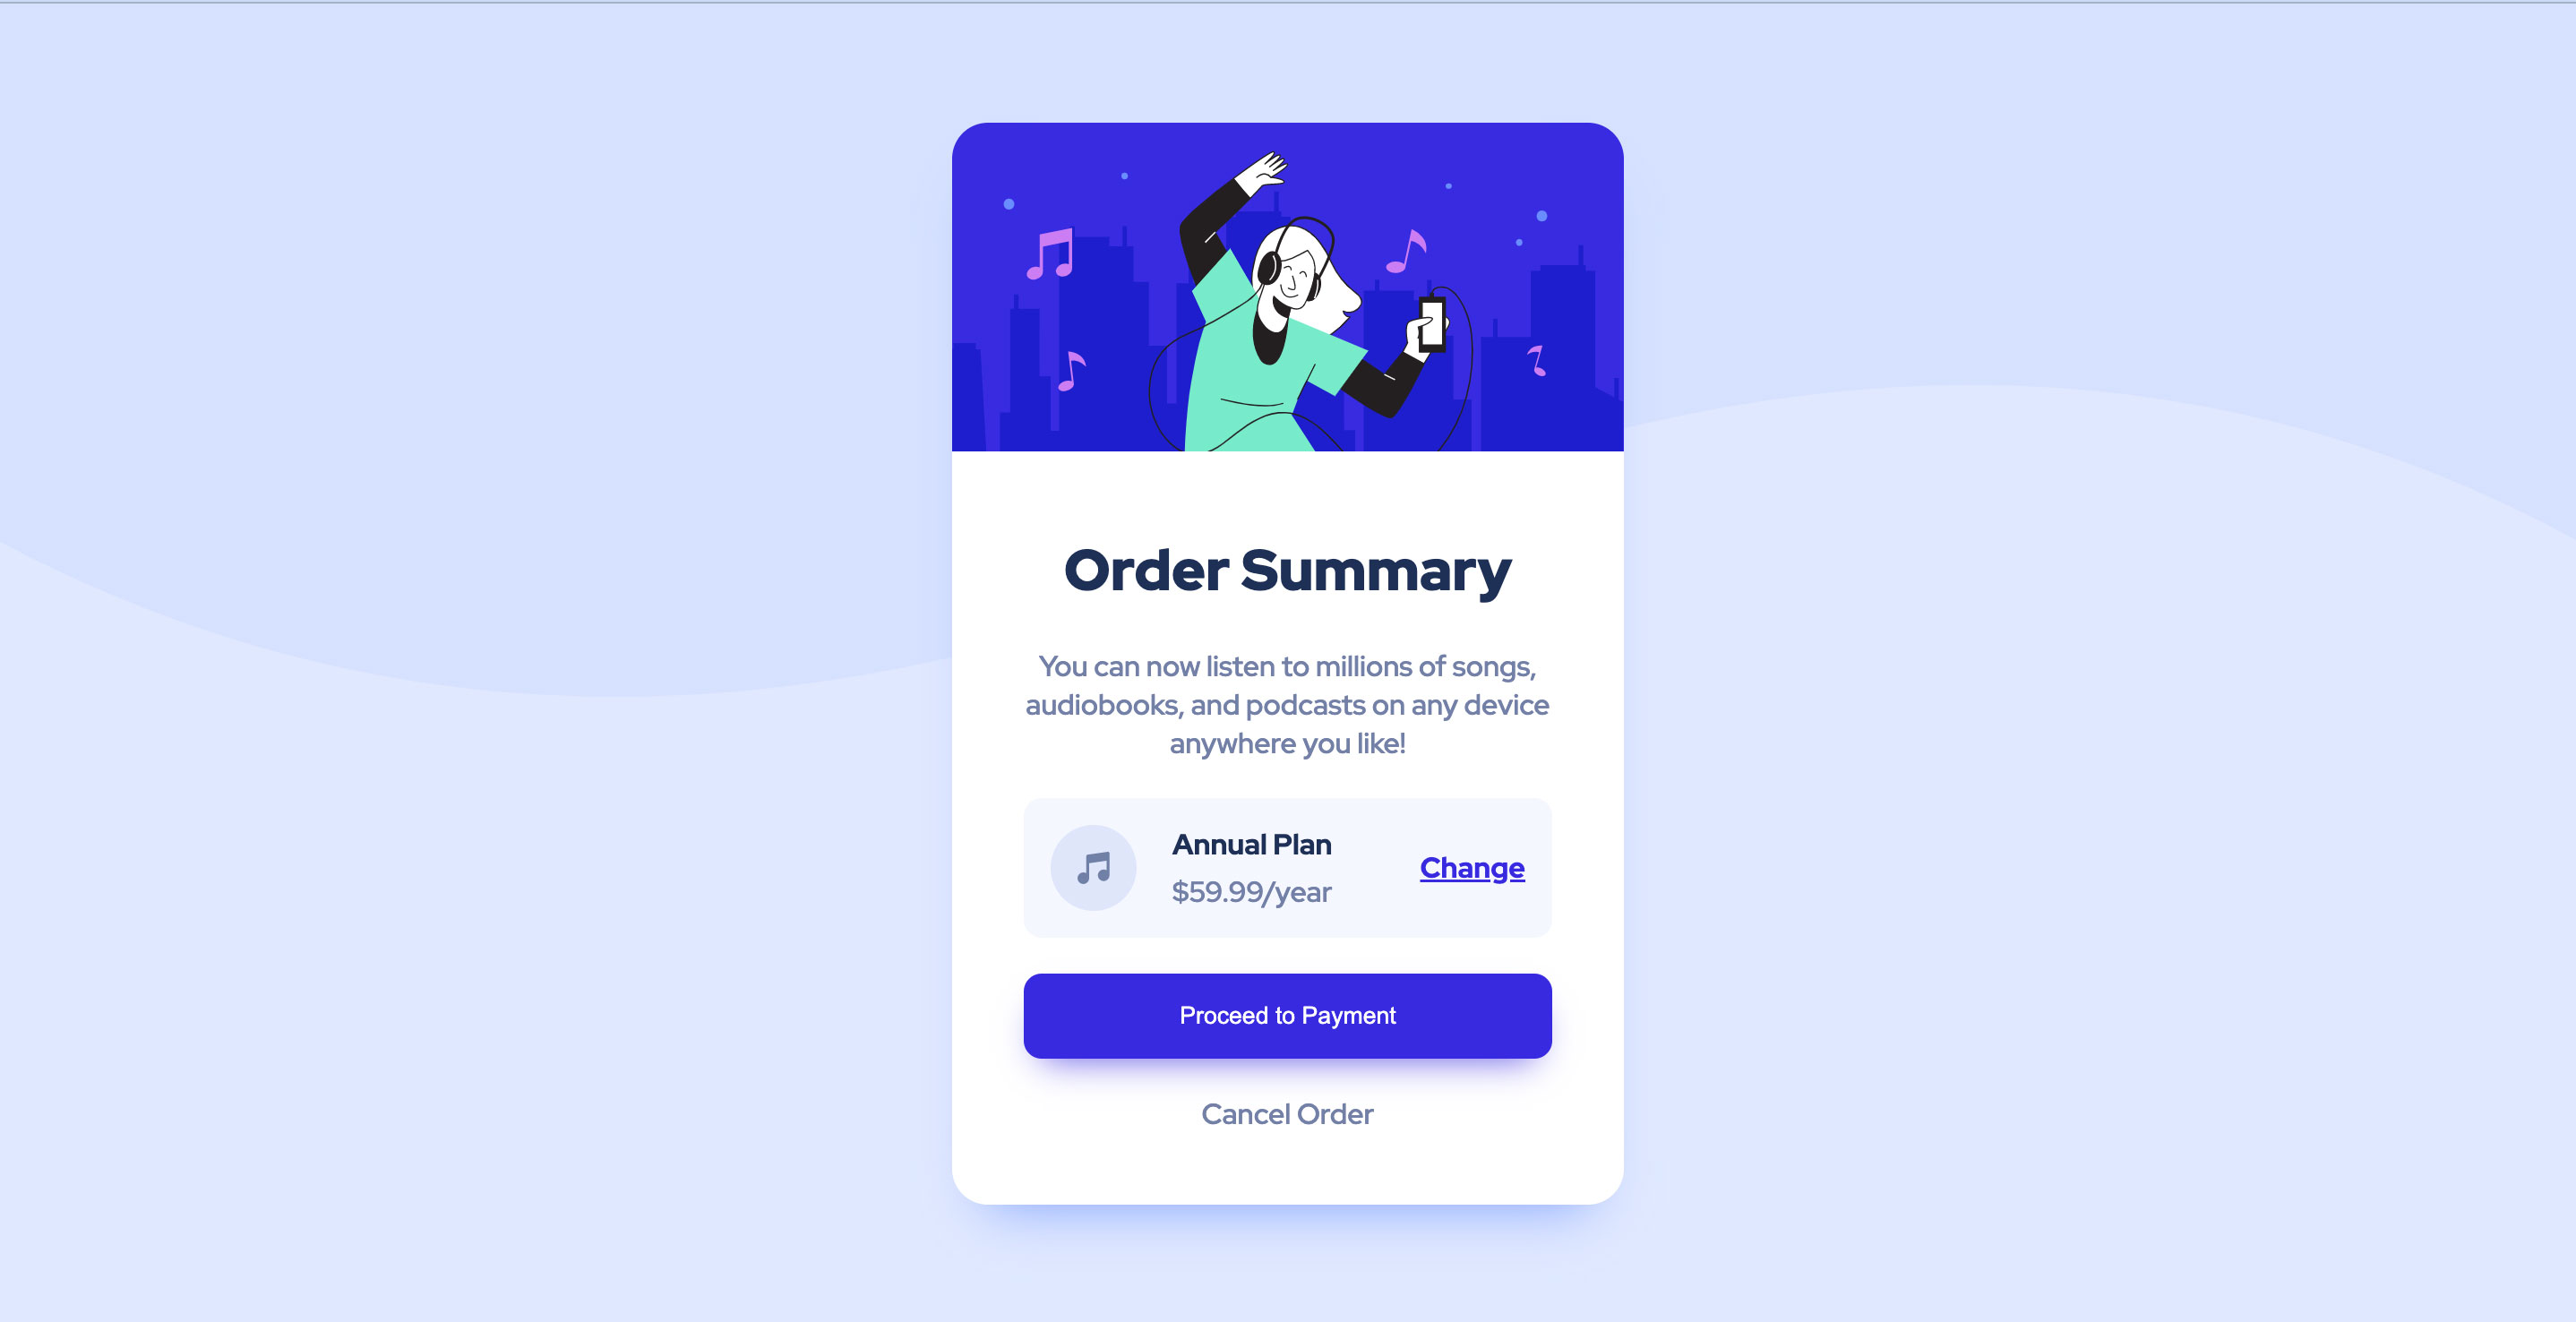 Order Summary
You can now listen to millions of songs,
audiobooks, and podcasts on any device
anywhere you like!
Annual Plan
$59.99/year
Change
Proceed to Payment
Cancel Order